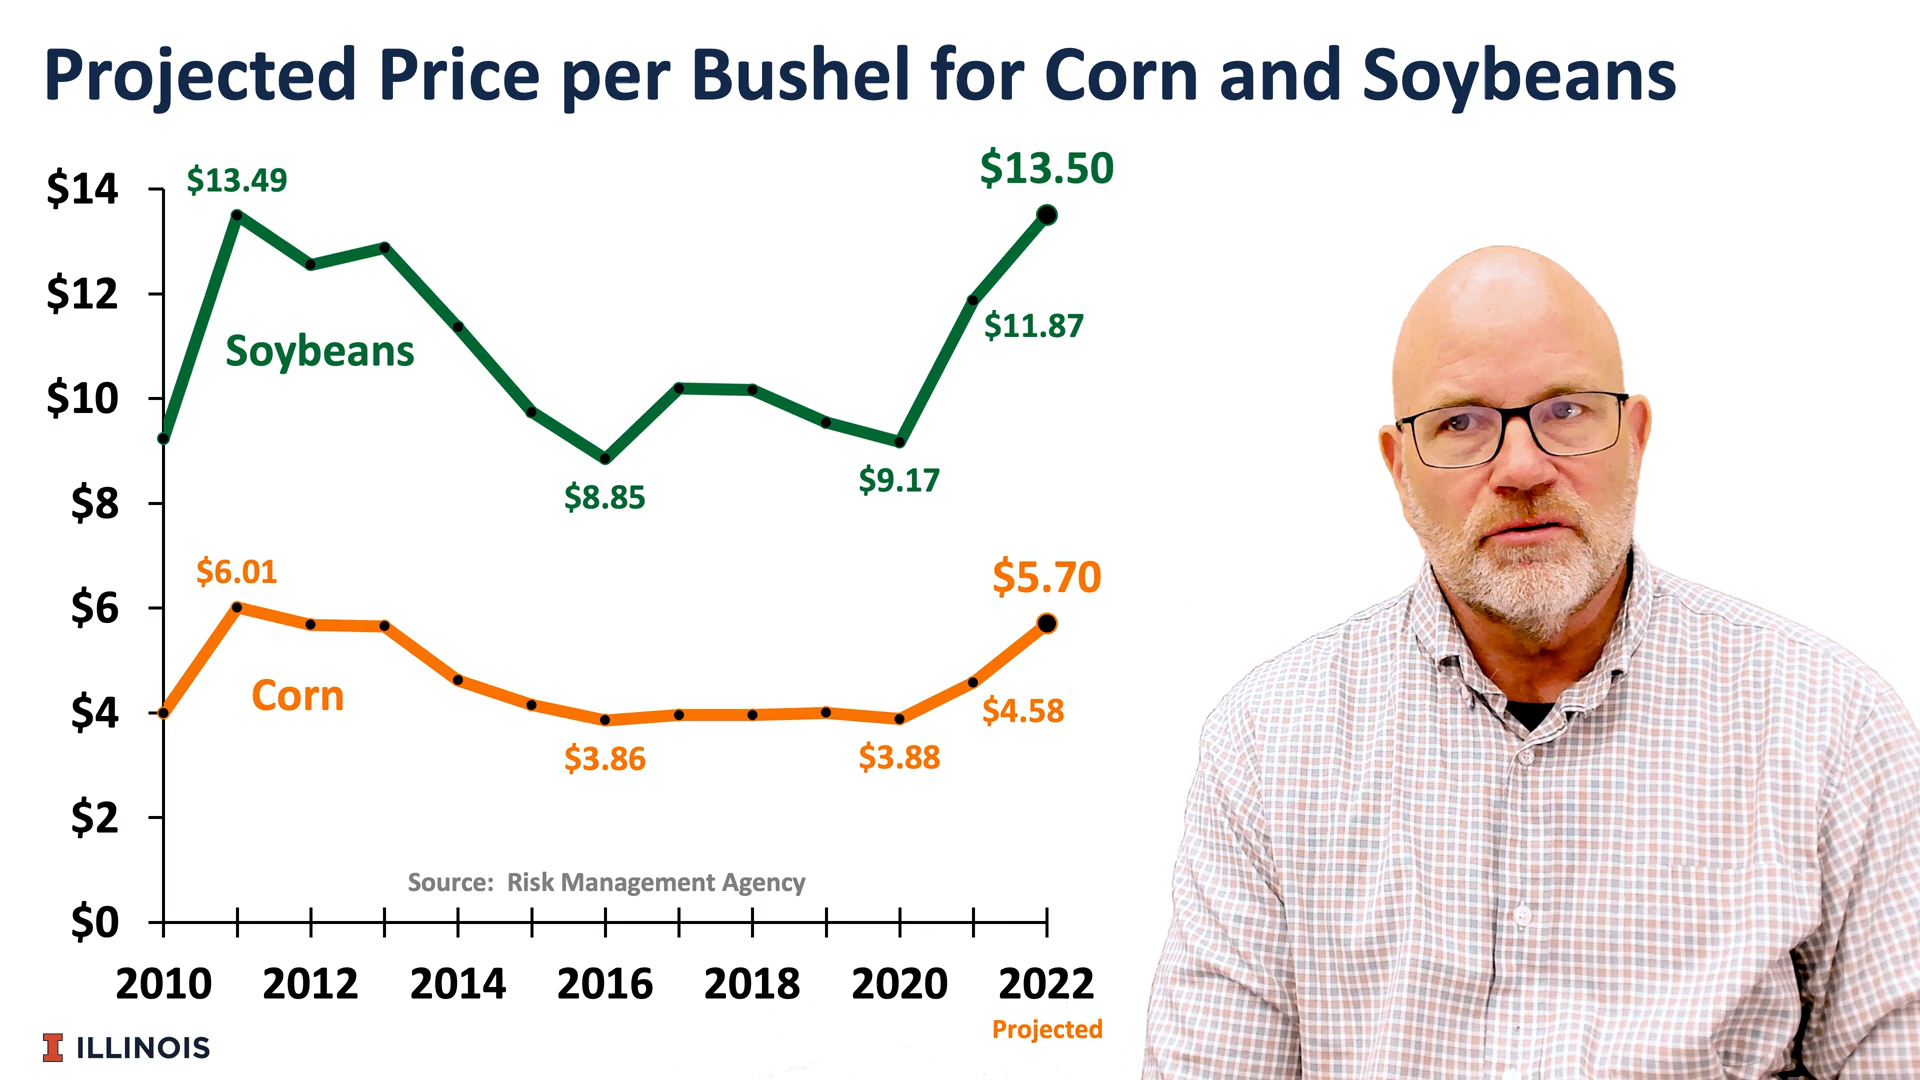 Projected Price per Bushel for Corn and Soybeans
$14
$12
$10
$8
$6
$4
$2
$0
$13.49
$13.50
$11.87
Soybeans
$8.85
$9.17
$6.01
$5.70
Corn
$4.58
$3.86
$3.88
Source: Risk Management Agency
2010 2012 2014 2016 2018 2020 2022
Projected
I ILLINOIS